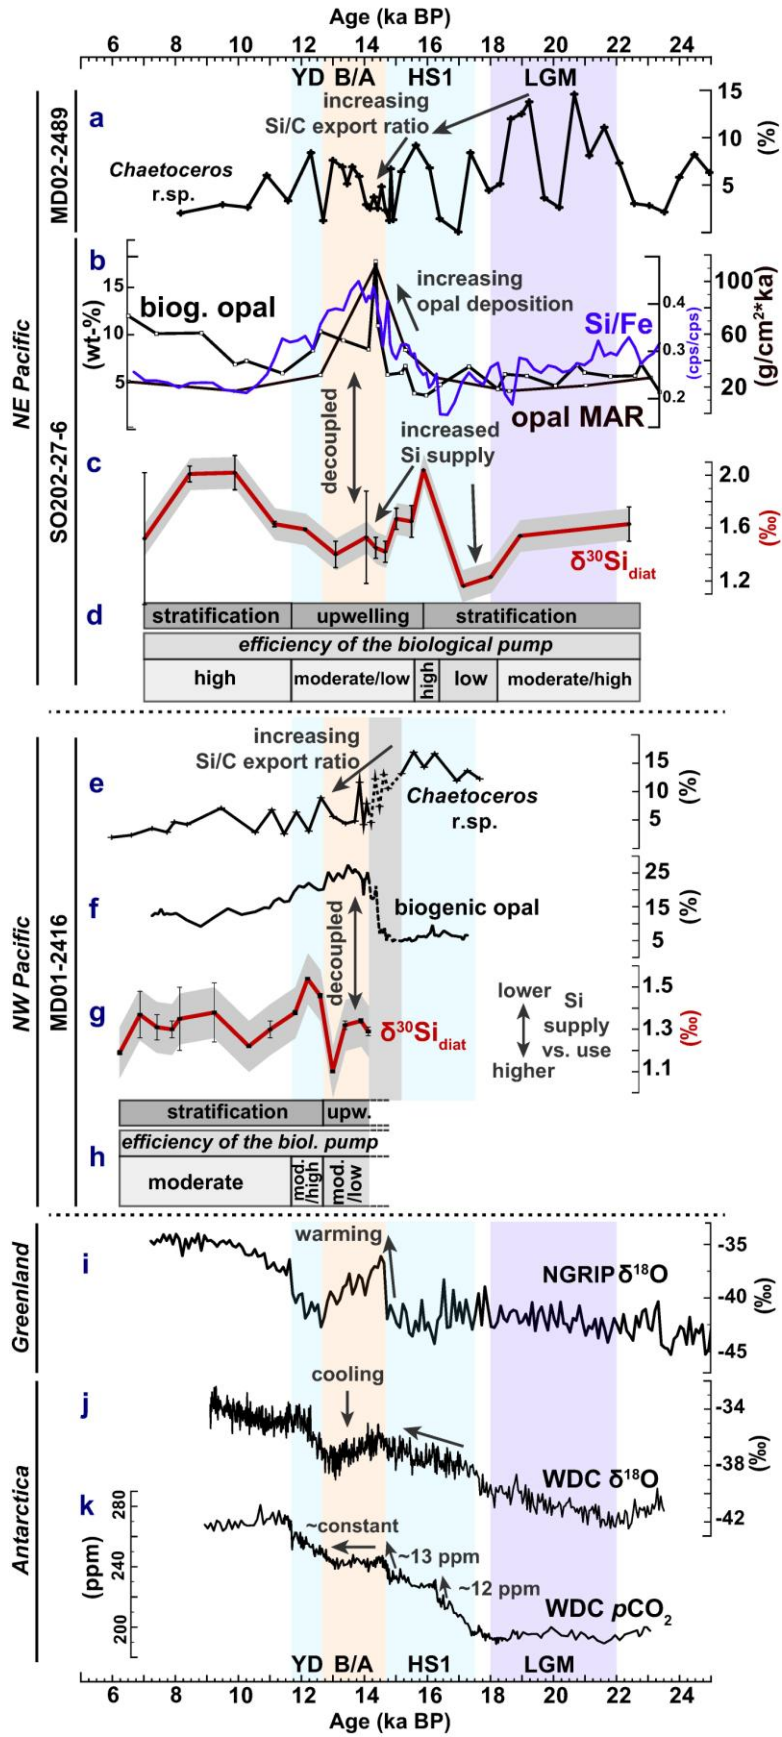 Age (ka BP)
6 8 10 12 14 16 18 20 22 24
YD B/A HS1 LGM
NE Pacific
MD02-2489
a
increasing
Si/C export ratio
Chaetoceros
r.sp.
15
10
5
(%)
SO202-27-6
b
15
10
5
(wt-%)
biog. opal
increasing
opal deposition
Si/Fe
0.4
0.3
0.2
(cps/cps)
100
60
20
(g/cm²*ka)
opal MAR
c
decoupled
increased
Si supply
δ³⁰Si_diat
2.0
1.6
1.2
(‰)
d
stratification upwelling stratification
efficiency of the biological pump
high moderate/low high low moderate/high
NW Pacific
MD01-2416
e
increasing
Si/C export ratio
Chaetoceros
r.sp.
15
10
5
(%)
f
biogenic opal
25
15
5
(%)
g
decoupled
δ³⁰Si_diat
lower
Si
supply
vs. use
higher
1.5
1.3
1.1
(‰)
h
stratification upw.
efficiency of the biol. pump
moderate mod./high mod./low
Greenland
i
warming
NGRIP δ¹⁸O
-35
-40
-45
(‰)
Antarctica
j
cooling
WDC δ¹⁸O
-34
-38
-42
(‰)
k
280
240
200
(ppm)
~constant
~13 ppm
~12 ppm
WDC pCO₂
YD B/A HS1 LGM
6 8 10 12 14 16 18 20 22 24
Age (ka BP)